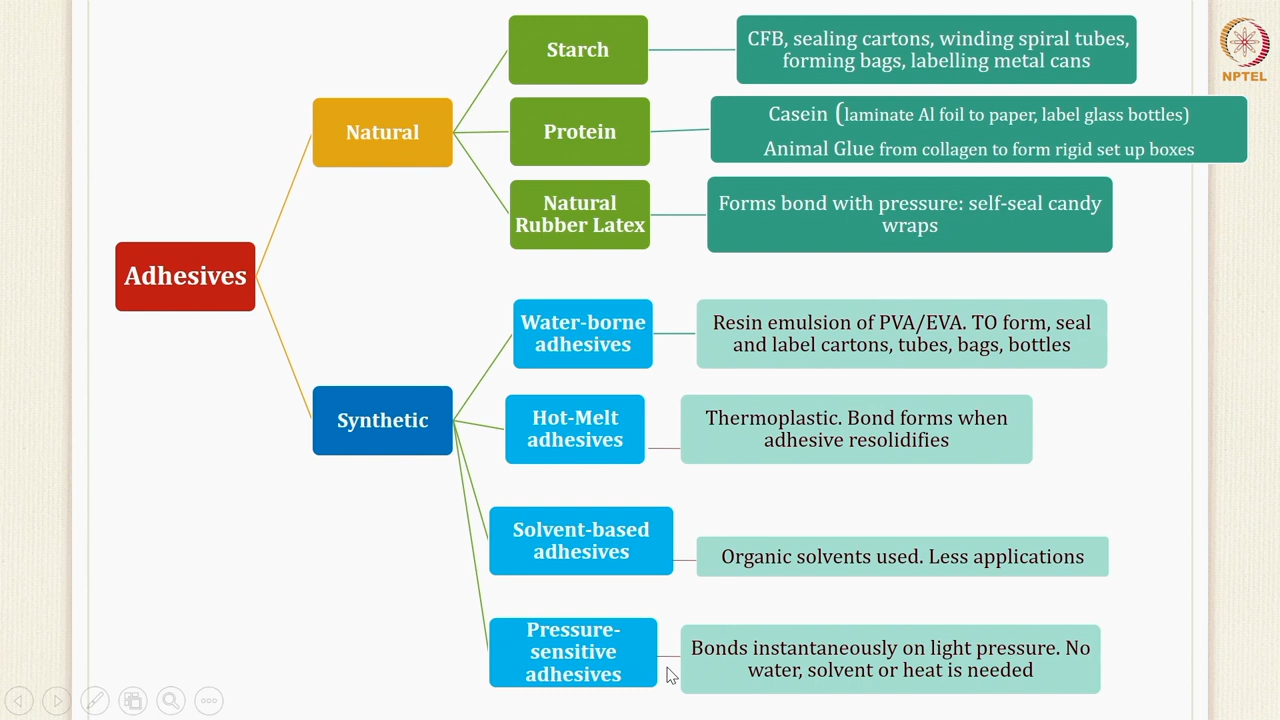 Starch
CFB, sealing cartons, winding spiral tubes,
forming bags, labelling metal cans
NPTEL
Natural
Protein
Casein (laminate Al foil to paper, label glass bottles)
Animal Glue from collagen to form rigid set up boxes
Natural
Rubber Latex
Forms bond with pressure: self-seal candy
wraps
Adhesives
Synthetic
Water-borne
adhesives
Resin emulsion of PVA/EVA. TO form, seal
and label cartons, tubes, bags, bottles
Hot-Melt
adhesives
Thermoplastic. Bond forms when
adhesive resolidifies
Solvent-based
adhesives
Organic solvents used. Less applications
Pressure-
sensitive
adhesives
Bonds instantaneously on light pressure. No
water, solvent or heat is needed